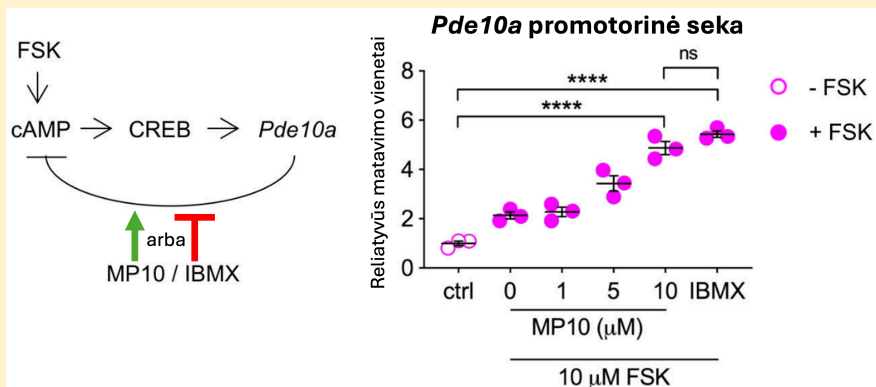 Pde10a promotorinė seka
FSK
cAMP
CREB
Pde10a
arba
MP10 / IBMX
Reliatyvūs matavimo vienetai
8
6
4
2
0
ns
****
****
- FSK
+ FSK
ctrl 0 1 5 10 IBMX
MP10 (μM)
10 μM FSK